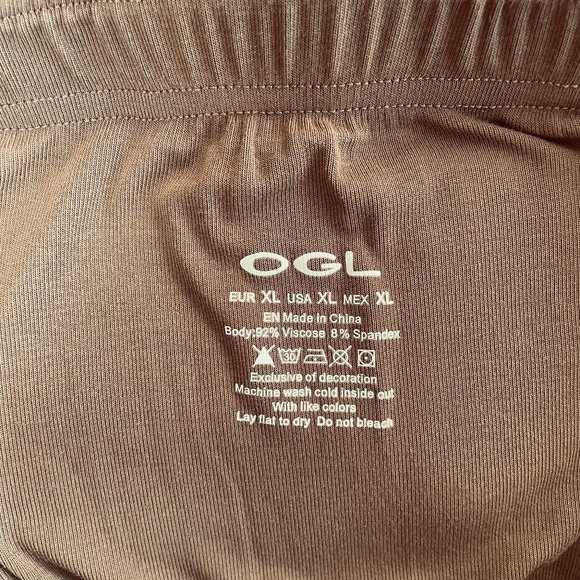 OGL
EUR XL USA XL MEX XL
EN Made in China
Body:92% Viscose 8% Spandex
30
Exclusive of decoration
Machine wash cold inside out
With like colors
Lay flat to dry Do not bleach